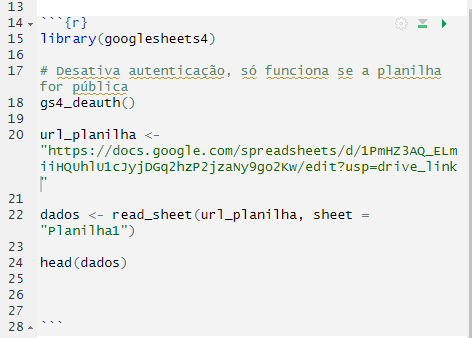 13
14 ```{r}
15 library(googlesheets4)
16
17 # Desativa autenticação, só funciona se a planilha
for pública
18 gs4_deauth()
19
20 url_planilha <-
"https://docs.google.com/spreadsheets/d/1PmHZ3AQ_ELm
iiHQUhlU1cJyjDGq2hzP2jzaNy9go2Kw/edit?usp=drive_link
"
21
22 dados <- read_sheet(url_planilha, sheet =
"Planilha1")
23
24 head(dados)
25
26
27
28 ```